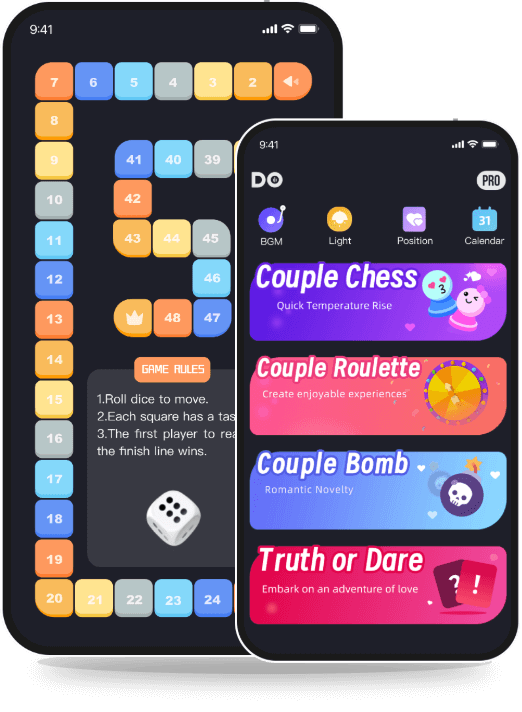 9:41
7 6 5 4 3 2
8
9 41 40 39
10 42
11 43 44 45
12 46
13 48 47
14
GAME RULES
15
1.Roll dice to move.
2.Each square has a tas
16
3.The first player to rea
the finish line wins.
17
18
19
20 21 22 23 24
9:41
DO PRO
31
BGM Light Position Calendar
Couple Chess
Quick Temperature Rise
Couple Roulette
Create enjoyable experiences
Couple Bomb
Romantic Novelty
Truth or Dare
Embark on an adventure of love
? !